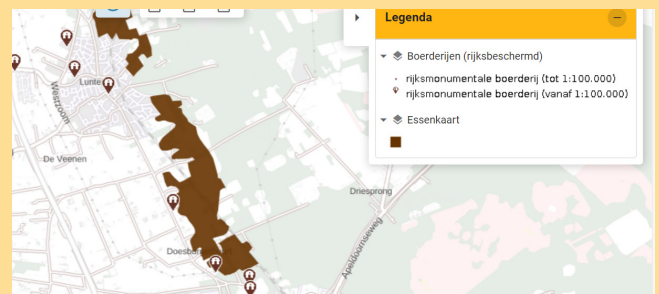 Legenda
Boerderijen (rijksbeschermd)
rijksmonumentale boerderij (tot 1:100.000)
rijksmonumentale boerderij (vanaf 1:100.000)
Essenkaart
Lunte
Westzoom
De Veenen
Driesprong
Doesbur
Apeldoornseweg